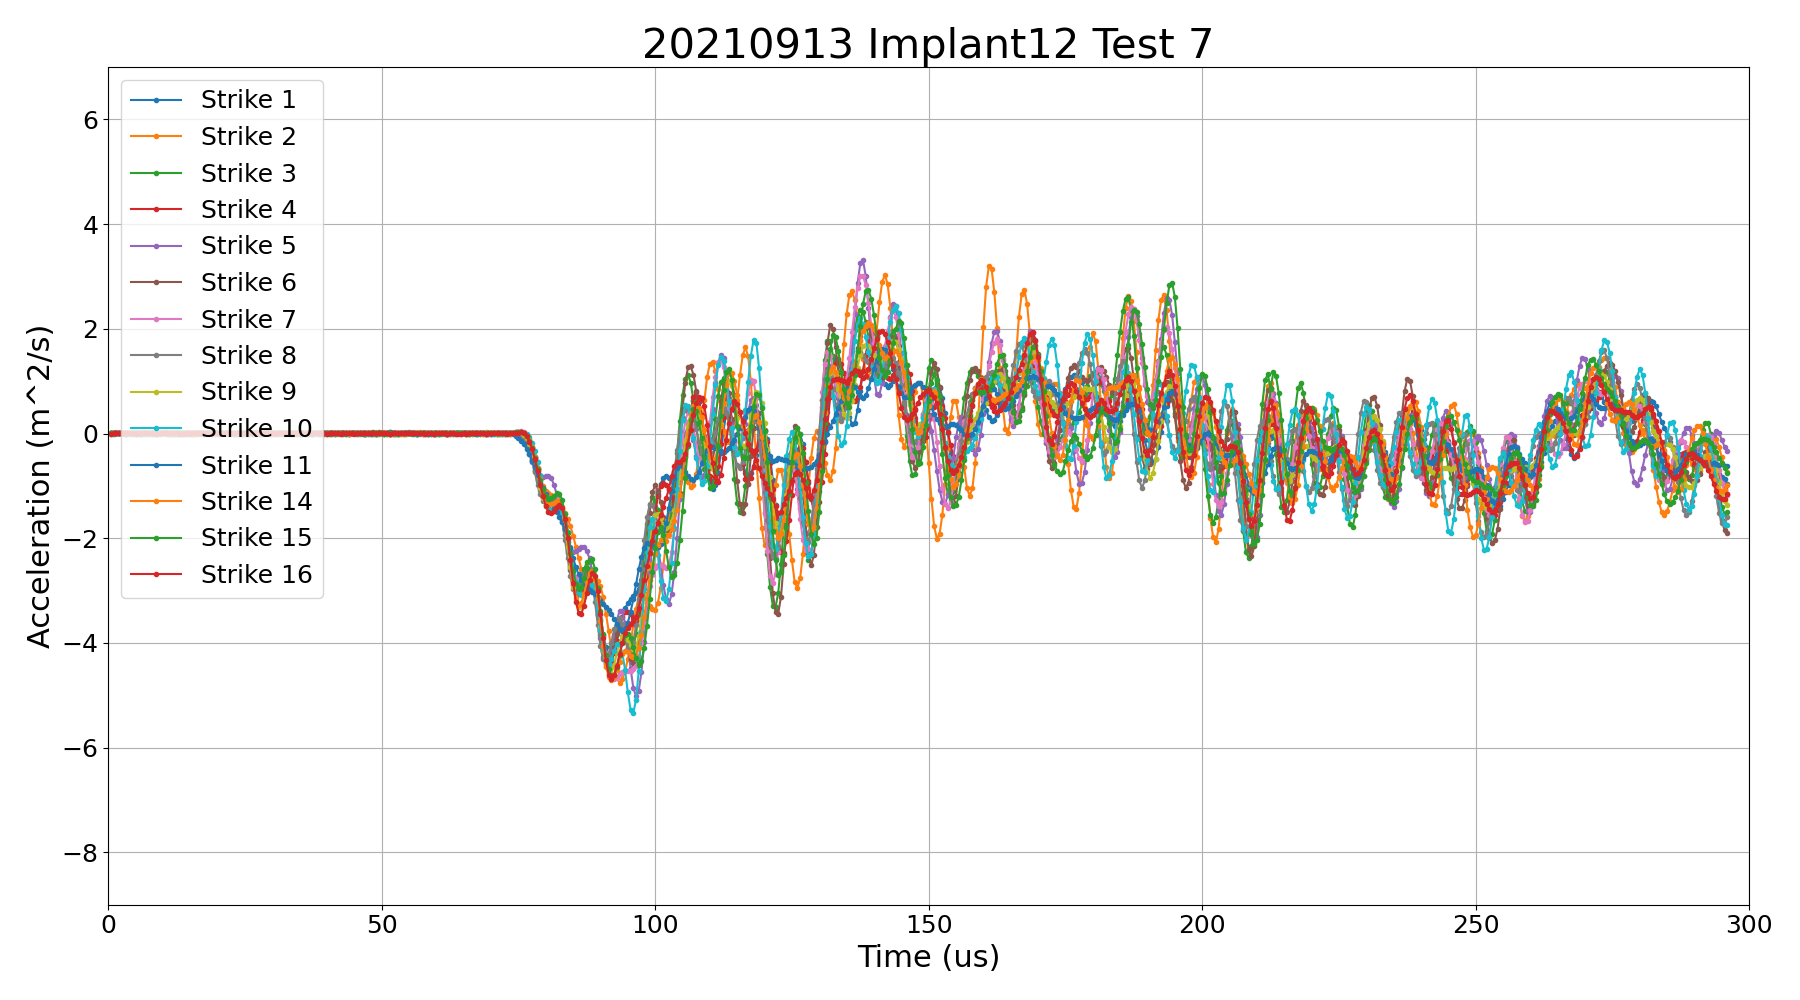 20210913 Implant12 Test 7
Strike 1
Strike 2
Strike 3
Strike 4
Strike 5
Strike 6
Strike 7
Strike 8
Strike 9
Strike 10
Strike 11
Strike 14
Strike 15
Strike 16
Acceleration (m^2/s)
6
4
2
0
−2
−4
−6
−8
0 50 100 150 200 250 300
Time (us)